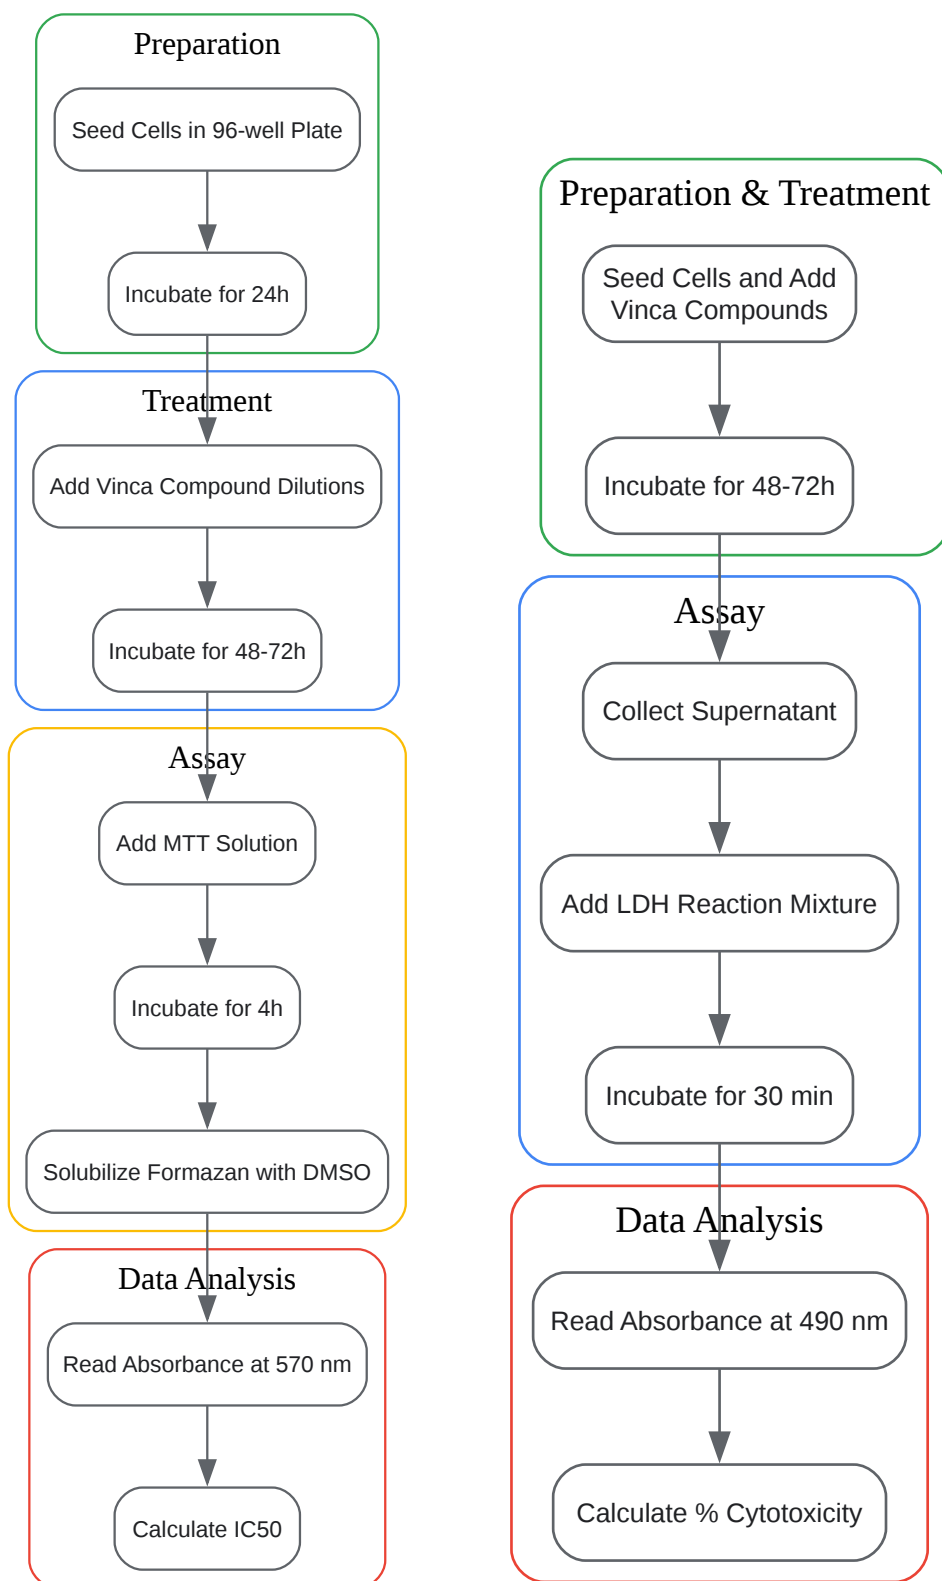 Preparation
Seed Cells in 96-well Plate
Incubate for 24h
Treatment
Add Vinca Compound Dilutions
Incubate for 48-72h
Assay
Add MTT Solution
Incubate for 4h
Solubilize Formazan with DMSO
Data Analysis
Read Absorbance at 570 nm
Calculate IC50
Preparation & Treatment
Seed Cells and Add
Vinca Compounds
Incubate for 48-72h
Assay
Collect Supernatant
Add LDH Reaction Mixture
Incubate for 30 min
Data Analysis
Read Absorbance at 490 nm
Calculate % Cytotoxicity